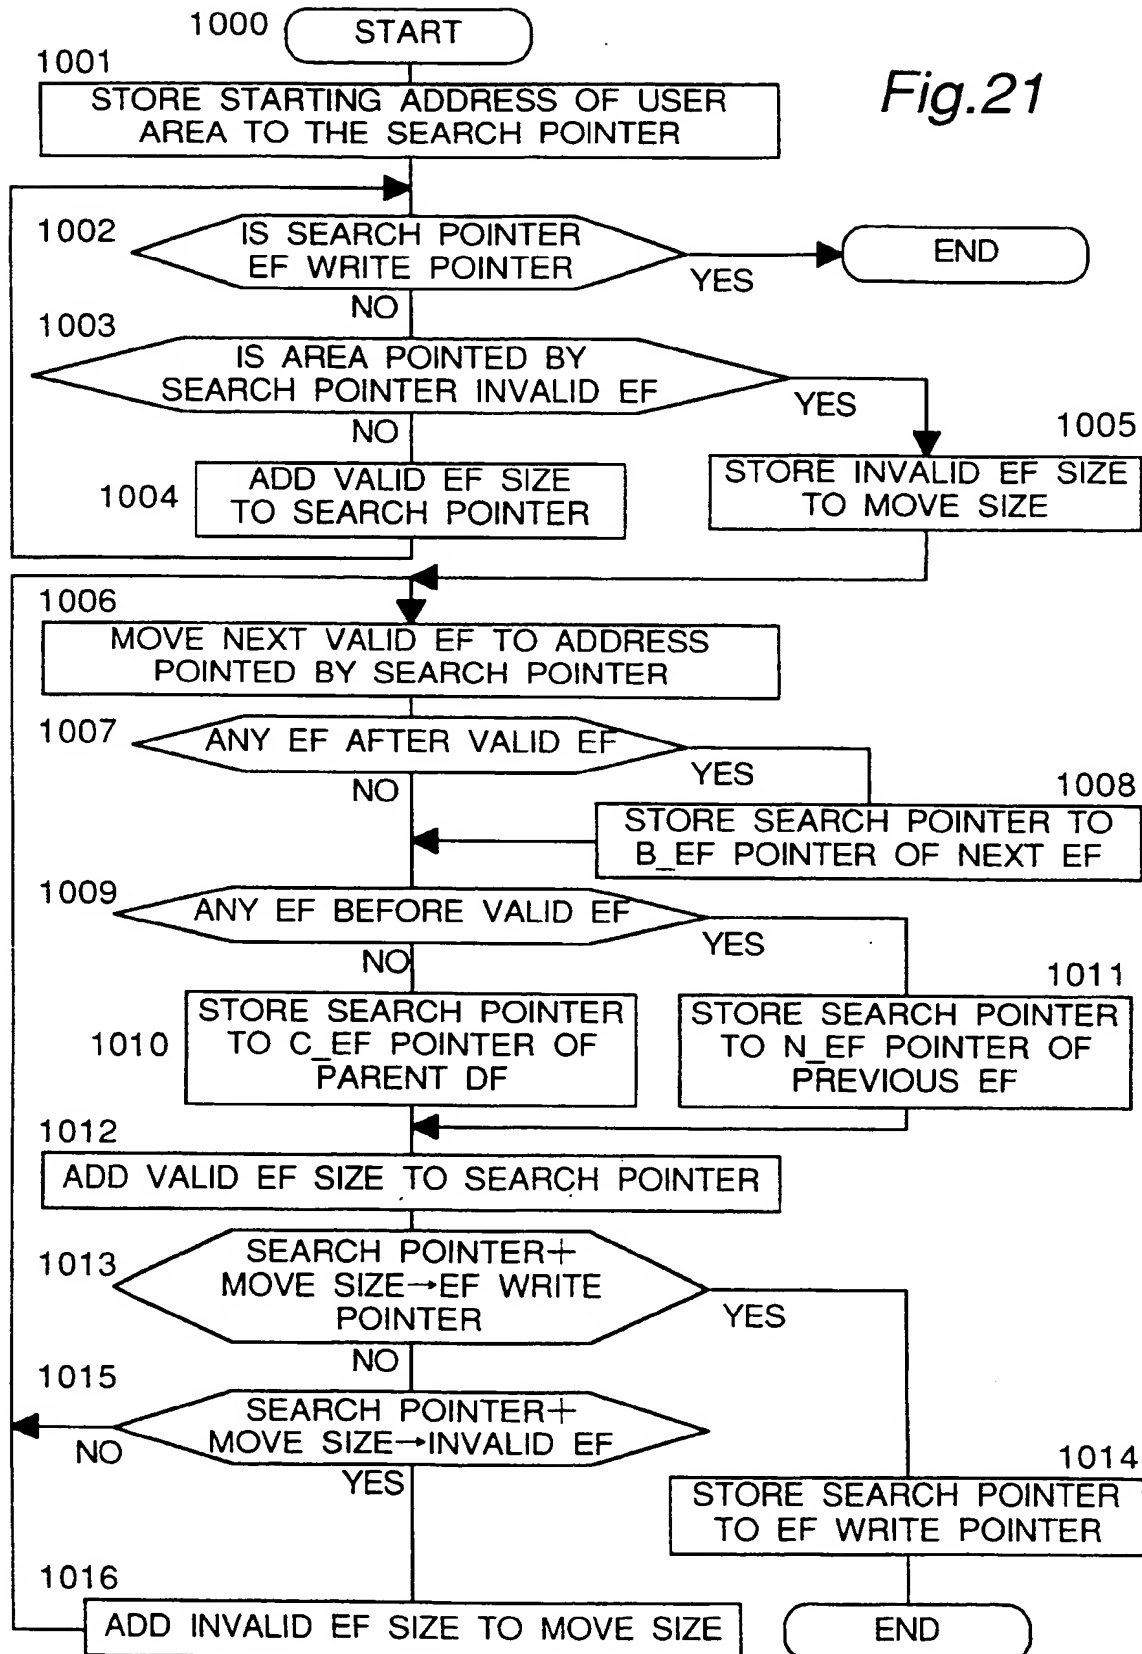 1000
START
Fig.21
1001
STORE STARTING ADDRESS OF USER
AREA TO THE SEARCH POINTER
1002
IS SEARCH POINTER
EF WRITE POINTER
YES
END
NO
1003
IS AREA POINTED BY
SEARCH POINTER INVALID EF
YES
NO
1005
STORE INVALID EF SIZE
TO MOVE SIZE
1004
ADD VALID EF SIZE
TO SEARCH POINTER
1006
MOVE NEXT VALID EF TO ADDRESS
POINTED BY SEARCH POINTER
1007
ANY EF AFTER VALID EF
YES
NO
1008
STORE SEARCH POINTER TO
B_EF POINTER OF NEXT EF
1009
ANY EF BEFORE VALID EF
YES
NO
1010
STORE SEARCH POINTER
TO C_EF POINTER OF
PARENT DF
1011
STORE SEARCH POINTER
TO N_EF POINTER OF
PREVIOUS EF
1012
ADD VALID EF SIZE TO SEARCH POINTER
1013
SEARCH POINTER+
MOVE SIZE→EF WRITE
POINTER
YES
NO
1015
SEARCH POINTER+
MOVE SIZE→INVALID EF
NO
YES
1014
STORE SEARCH POINTER
TO EF WRITE POINTER
1016
ADD INVALID EF SIZE TO MOVE SIZE
END